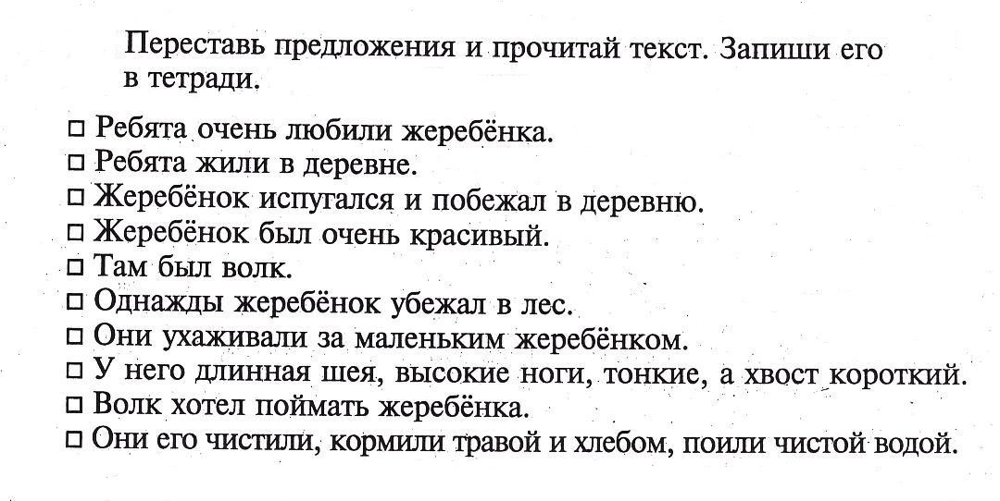 Переставь предложения и прочитай текст. Запиши его
в тетради.
□ Ребята очень любили жеребёнка.
□ Ребята жили в деревне.
□ Жеребёнок испугался и побежал в деревню.
□ Жеребёнок был очень красивый.
□ Там был волк.
□ Однажды жеребёнок убежал в лес.
□ Они ухаживали за маленьким жеребёнком.
□ У него длинная шея, высокие ноги, тонкие, а хвост короткий.
□ Волк хотел поймать жеребёнка.
□ Они его чистили, кормили травой и хлебом, поили чистой водой.